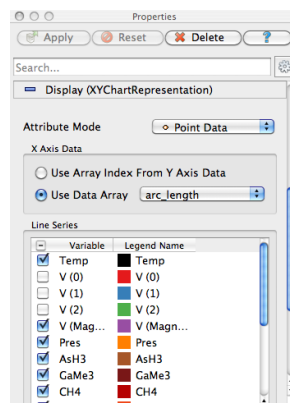 Properties
Apply Reset Delete ?
Search...
Display (XYChartRepresentation)
Attribute Mode Point Data
X Axis Data
Use Array Index From Y Axis Data
Use Data Array arc_length
Line Series
Variable Legend Name
Temp Temp
V (0) V (0)
V (1) V (1)
V (2) V (2)
V (Mag... V (Magn...
Pres Pres
AsH3 AsH3
GaMe3 GaMe3
CH4 CH4